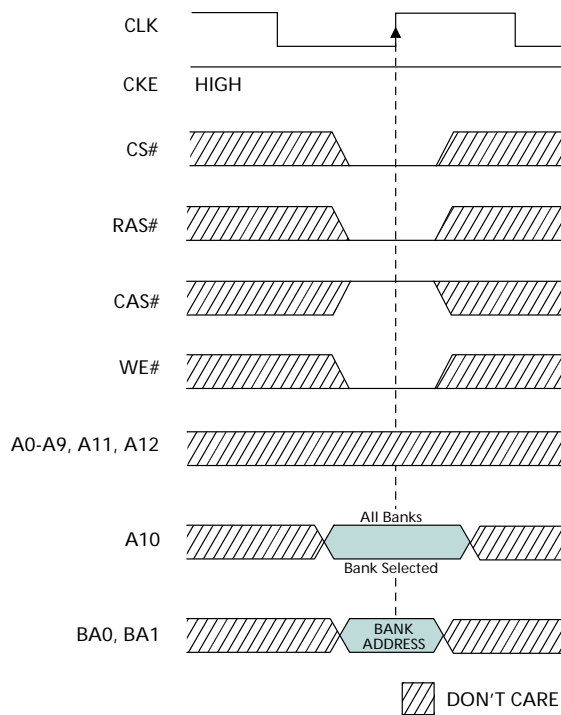 CLK
CKE HIGH
CS#
RAS#
CAS#
WE#
A0-A9, A11, A12
All Banks
A10
Bank Selected
BA0, BA1
BANK
ADDRESS
DON'T CARE